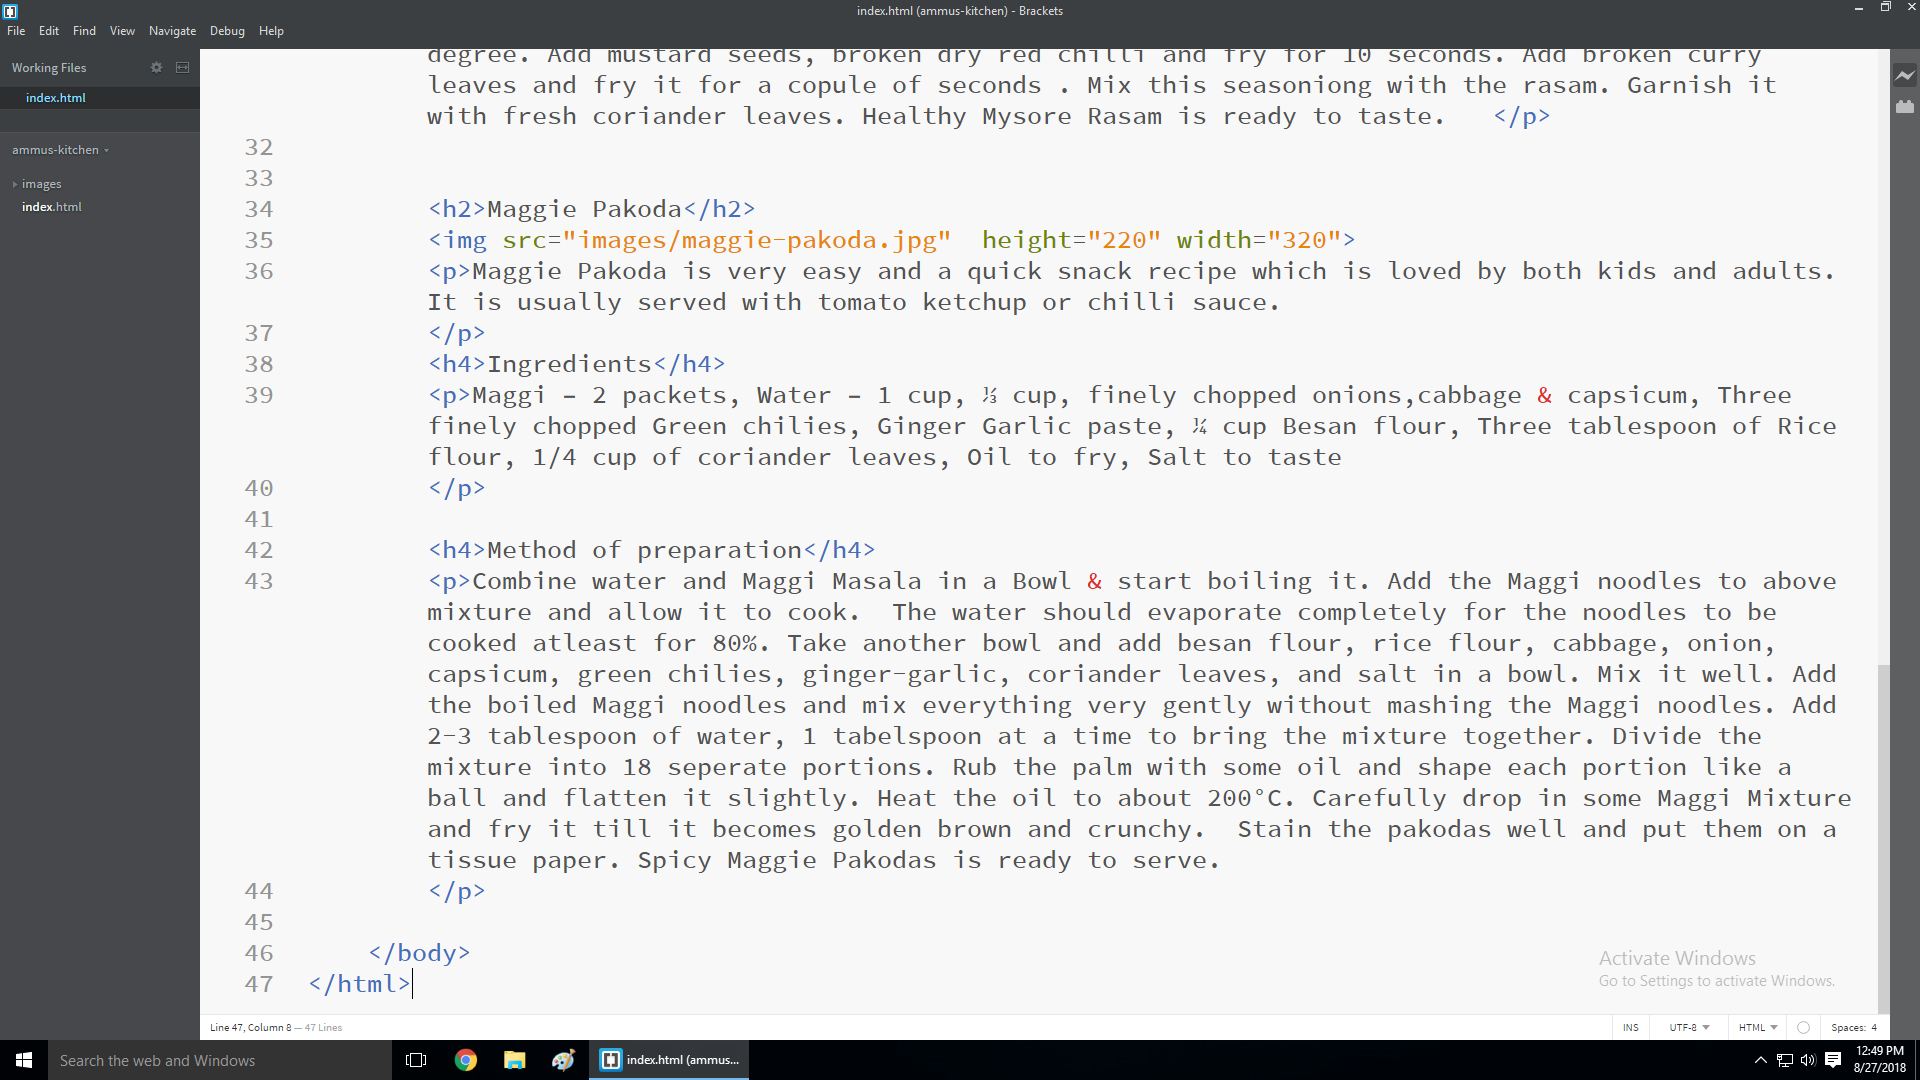 index.html (ammus-kitchen) - Brackets
File Edit Find View Navigate Debug Help
Working Files
index.html
ammus-kitchen
images
index.html
degree. Add mustard seeds, broken dry red chilli and fry for 10 seconds. Add broken curry
leaves and fry it for a copule of seconds . Mix this seasoniong with the rasam. Garnish it
with fresh coriander leaves. Healthy Mysore Rasam is ready to taste.   </p>
32
33
34 <h2>Maggie Pakoda</h2>
35 <img src="images/maggie-pakoda.jpg"  height="220" width="320">
36 <p>Maggie Pakoda is very easy and a quick snack recipe which is loved by both kids and adults.
It is usually served with tomato ketchup or chilli sauce.
37 </p>
38 <h4>Ingredients</h4>
39 <p>Maggi – 2 packets, Water – 1 cup, ⅓ cup, finely chopped onions,cabbage & capsicum, Three
finely chopped Green chilies, Ginger Garlic paste, ¼ cup Besan flour, Three tablespoon of Rice
flour, 1/4 cup of coriander leaves, Oil to fry, Salt to taste
40 </p>
41
42 <h4>Method of preparation</h4>
43 <p>Combine water and Maggi Masala in a Bowl & start boiling it. Add the Maggi noodles to above
mixture and allow it to cook.  The water should evaporate completely for the noodles to be
cooked atleast for 80%. Take another bowl and add besan flour, rice flour, cabbage, onion,
capsicum, green chilies, ginger-garlic, coriander leaves, and salt in a bowl. Mix it well. Add
the boiled Maggi noodles and mix everything very gently without mashing the Maggi noodles. Add
2-3 tablespoon of water, 1 tabelspoon at a time to bring the mixture together. Divide the
mixture into 18 seperate portions. Rub the palm with some oil and shape each portion like a
ball and flatten it slightly. Heat the oil to about 200°C. Carefully drop in some Maggi Mixture
and fry it till it becomes golden brown and crunchy.  Stain the pakodas well and put them on a
tissue paper. Spicy Maggie Pakodas is ready to serve.
44 </p>
45
46 </body>
47 </html>
Activate Windows
Go to Settings to activate Windows.
Line 47, Column 8 — 47 Lines
INS UTF-8 HTML Spaces: 4
Search the web and Windows
index.html (ammus...
12:49 PM
8/27/2018